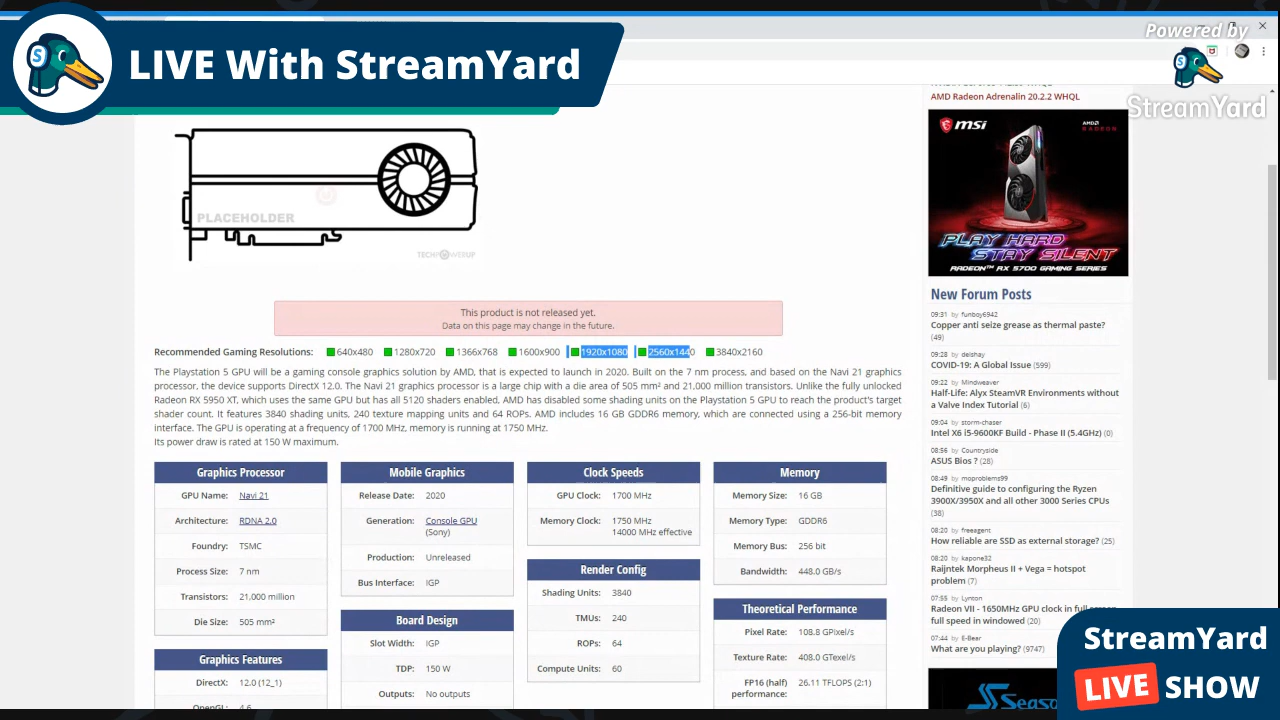 LIVE With StreamYard
Powered by
StreamYard
AMD Radeon Adrenalin 20.2.2 WHQL
msi
AMD
RADEON
PLAY HARD
STAY SILENT
RADEON™ RX 5700 GAMING SERIES
PLACEHOLDER
TECHPOWERUP
This product is not released yet.
Data on this page may change in the future.
Recommended Gaming Resolutions: 640x480 1280x720 1366x768 1600x900 1920x1080 2560x1440 3840x2160
The Playstation 5 GPU will be a gaming console graphics solution by AMD, that is expected to launch in 2020. Built on the 7 nm process, and based on the Navi 21 graphics
processor, the device supports DirectX 12.0. The Navi 21 graphics processor is a large chip with a die area of 505 mm² and 21,000 million transistors. Unlike the fully unlocked
Radeon RX 5950 XT, which uses the same GPU but has all 5120 shaders enabled, AMD has disabled some shading units on the Playstation 5 GPU to reach the product's target
shader count. It features 3840 shading units, 240 texture mapping units and 64 ROPs. AMD includes 16 GB GDDR6 memory, which are connected using a 256-bit memory
interface. The GPU is operating at a frequency of 1700 MHz, memory is running at 1750 MHz.
Its power draw is rated at 150 W maximum.
Graphics Processor
GPU Name: Navi 21
Architecture: RDNA 2.0
Foundry: TSMC
Process Size: 7 nm
Transistors: 21,000 million
Die Size: 505 mm²
Graphics Features
DirectX: 12.0 (12_1)
OpenGL: 4.6
Mobile Graphics
Release Date: 2020
Generation: Console GPU
(Sony)
Production: Unreleased
Bus Interface: IGP
Board Design
Slot Width: IGP
TDP: 150 W
Outputs: No outputs
Clock Speeds
GPU Clock: 1700 MHz
Memory Clock: 1750 MHz
14000 MHz effective
Render Config
Shading Units: 3840
TMUs: 240
ROPs: 64
Compute Units: 60
Memory
Memory Size: 16 GB
Memory Type: GDDR6
Memory Bus: 256 bit
Bandwidth: 448.0 GB/s
Theoretical Performance
Pixel Rate: 108.8 GPixel/s
Texture Rate: 408.0 GTexel/s
FP16 (half) performance: 26.11 TFLOPS (2:1)
New Forum Posts
09:31 by funboy6942
Copper anti seize grease as thermal paste?
(49)
09:28 by delshay
COVID-19: A Global Issue (599)
09:22 by Mindweaver
Half-Life: Alyx SteamVR Environments without
a Valve Index Tutorial (6)
09:04 by storm-chaser
Intel X6 i5-9600KF Build - Phase II (5.4GHz) (0)
08:56 by Countryside
ASUS Bios ? (28)
08:49 by moproblems99
Definitive guide to configuring the Ryzen
3900X/3950X and all other 3000 Series CPUs
(38)
08:20 by freeagent
How reliable are SSD as external storage? (25)
08:20 by kapone32
Raijntek Morpheus II + Vega = hotspot
problem (7)
07:55 by Lynton
Radeon VII - 1650MHz GPU clock in full screen,
full speed in windowed (20)
07:44 by E-Bear
What are you playing? (9747)
StreamYard
LIVE SHOW